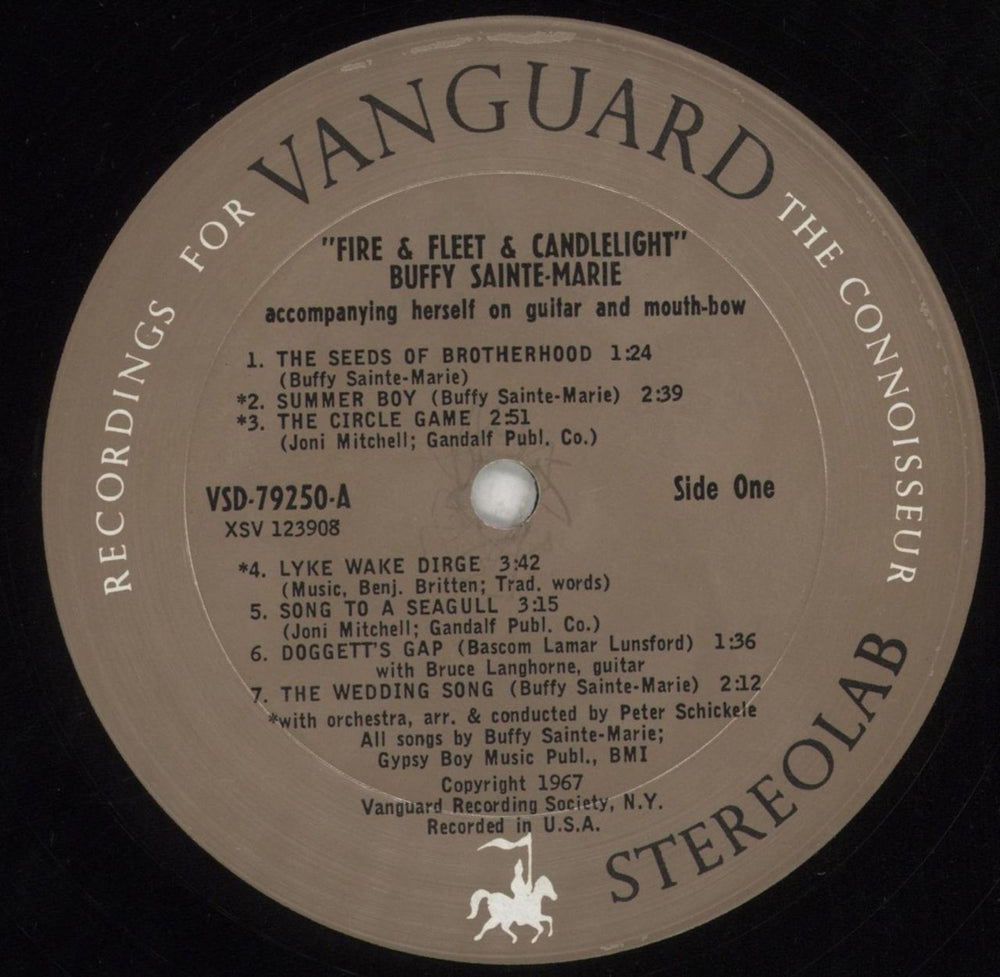 RECORDINGS FOR VANGUARD THE CONNOISSEUR
"FIRE & FLEET & CANDLELIGHT"
BUFFY SAINTE-MARIE
accompanying herself on guitar and mouth-bow
1. THE SEEDS OF BROTHERHOOD 1:24
(Buffy Sainte-Marie)
*2. SUMMER BOY (Buffy Sainte-Marie) 2:39
*3. THE CIRCLE GAME 2:51
(Joni Mitchell; Gandalf Publ. Co.)
VSD-79250-A
Side One
XSV 123908
*4. LYKE WAKE DIRGE 3:42
(Music, Benj. Britten; Trad. words)
5. SONG TO A SEAGULL 3:15
(Joni Mitchell; Gandalf Publ. Co.)
6. DOGGETT'S GAP (Bascom Lamar Lunsford) 1:36
with Bruce Langhorne, guitar
7. THE WEDDING SONG (Buffy Sainte-Marie) 2:12
*with orchestra, arr. & conducted by Peter Schickele
All songs by Buffy Sainte-Marie;
Gypsy Boy Music Publ., BMI
Copyright 1967
Vanguard Recording Society, N.Y.
Recorded in U.S.A.
STEREOLAB